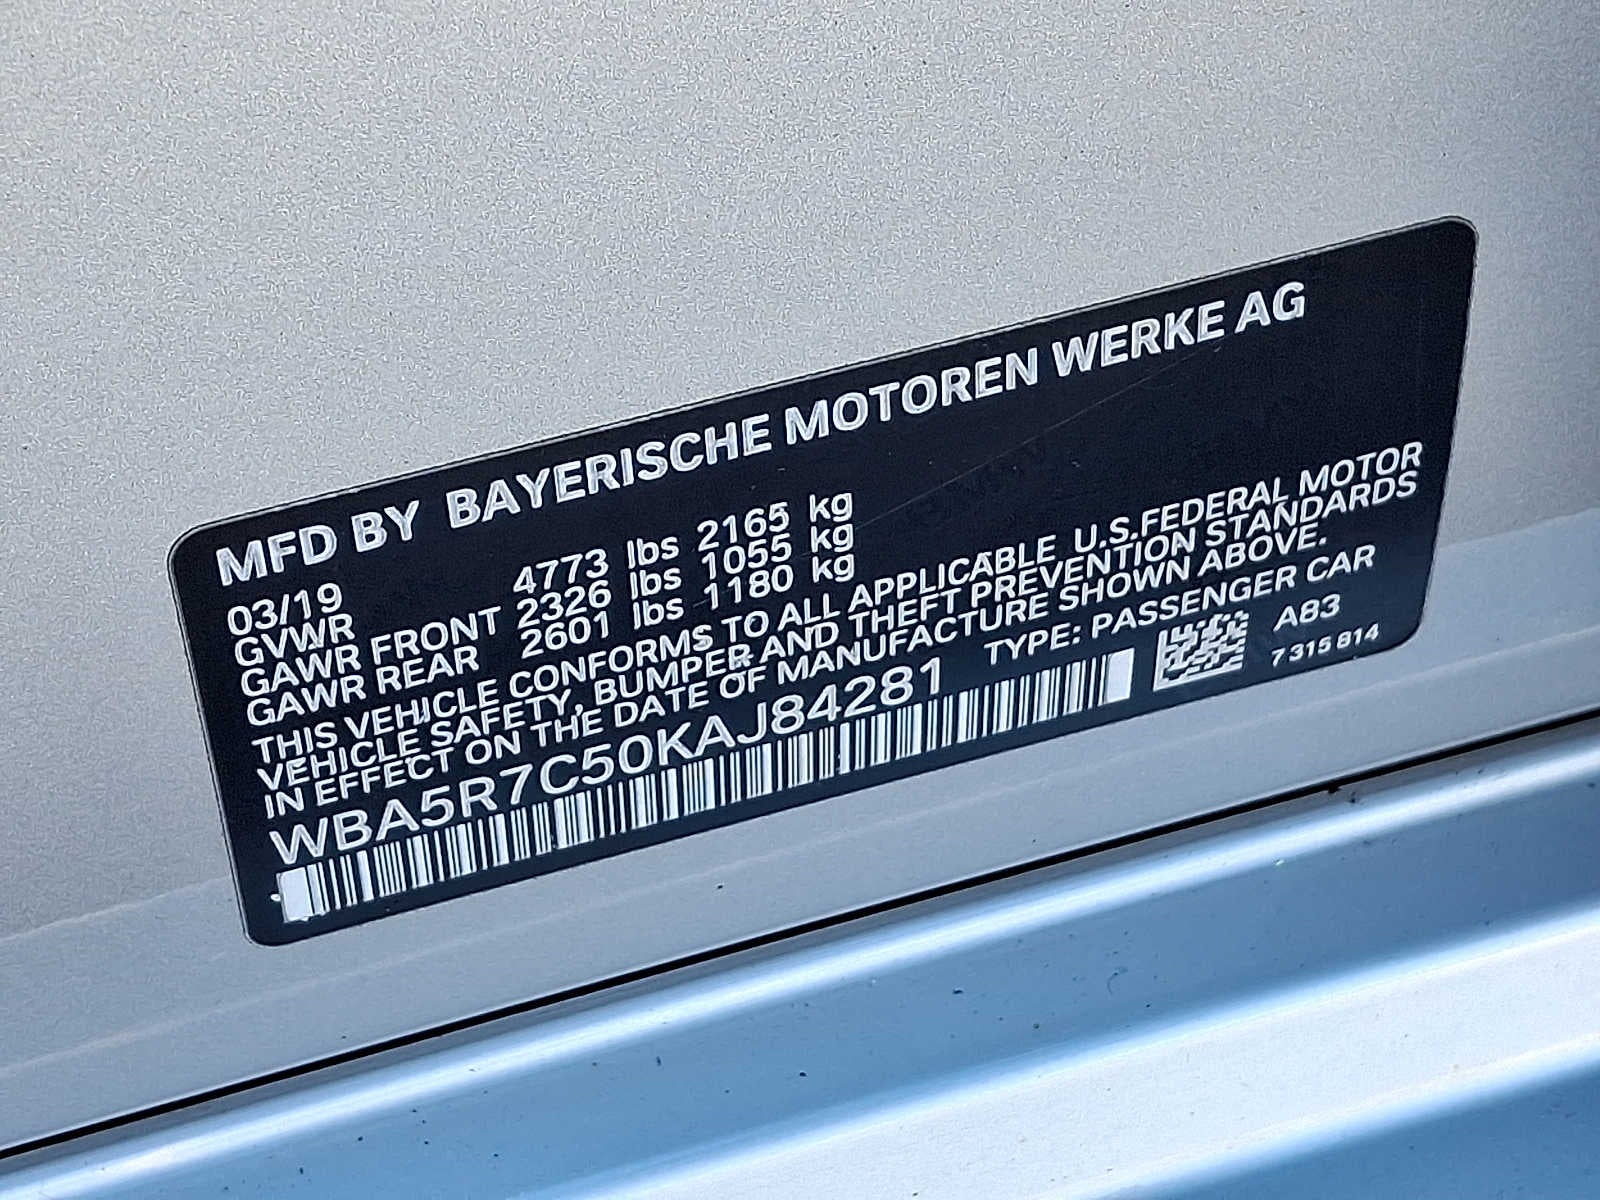 MFD BY BAYERISCHE MOTOREN WERKE AG
03/19
GVWR 4773 lbs 2165 kg
GAWR FRONT 2326 lbs 1055 kg
GAWR REAR 2601 lbs 1180 kg
THIS VEHICLE CONFORMS TO ALL APPLICABLE U.S.FEDERAL MOTOR
VEHICLE SAFETY, BUMPER AND THEFT PREVENTION STANDARDS
IN EFFECT ON THE DATE OF MANUFACTURE SHOWN ABOVE.
WBA5R7C50KAJ84281 TYPE: PASSENGER CAR
A83
7 315 814